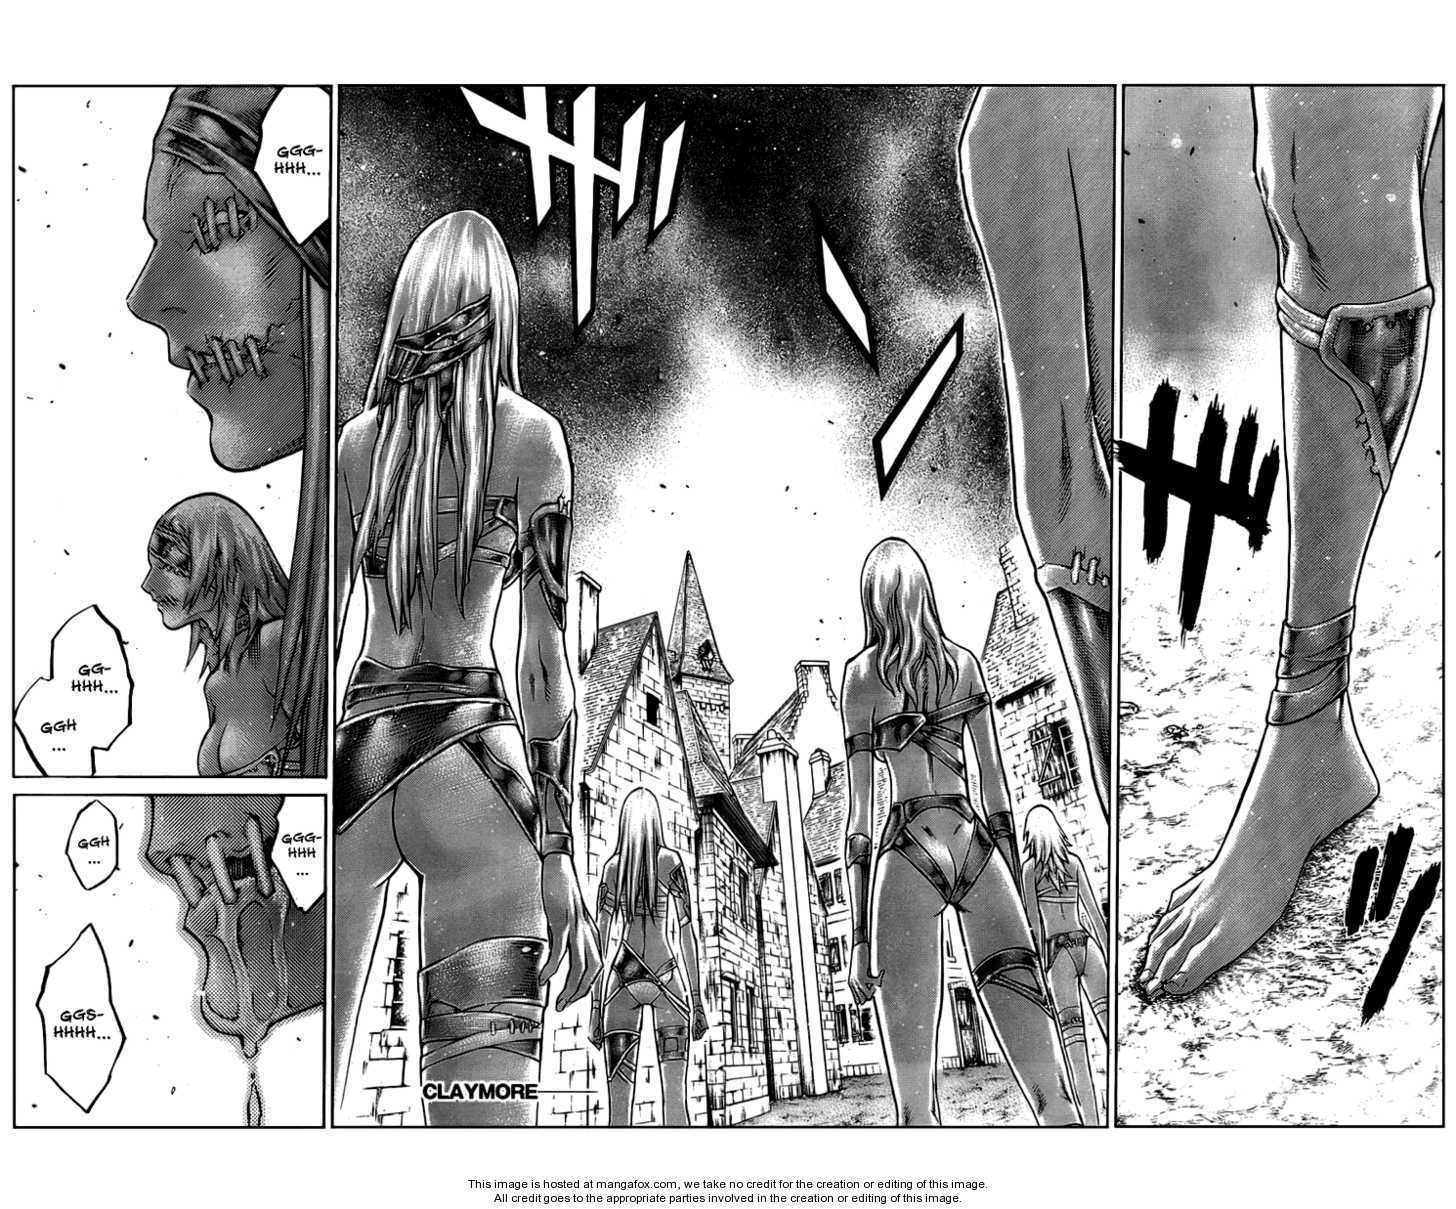 GGG-
HHH...
GG-
HHH...
GGH
...
GGH
...
GGG-
HHH
...
GGS-
HHHH...
CLAYMORE
This image is hosted at mangafox.com, we take no credit for the creation or editing of this image.
All credit goes to the appropriate parties involved in the creation or editing of this image.